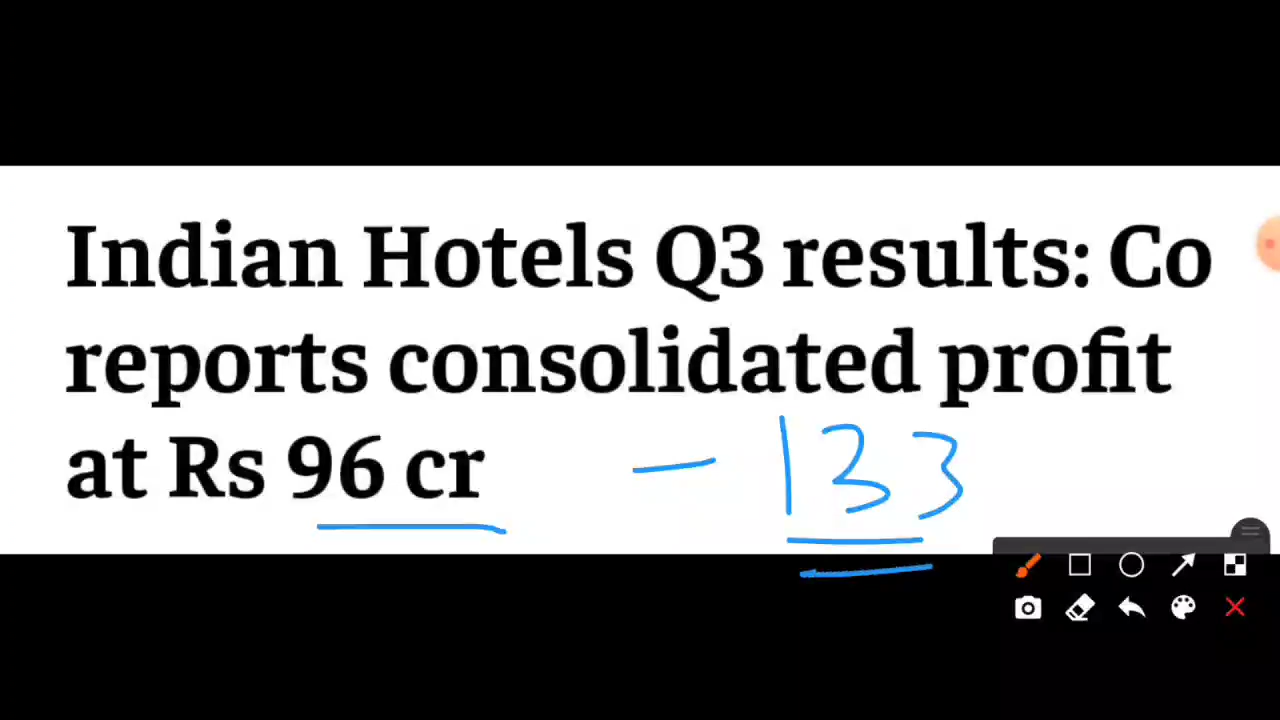 Indian Hotels Q3 results: Co
reports consolidated profit
at Rs 96 cr - 133